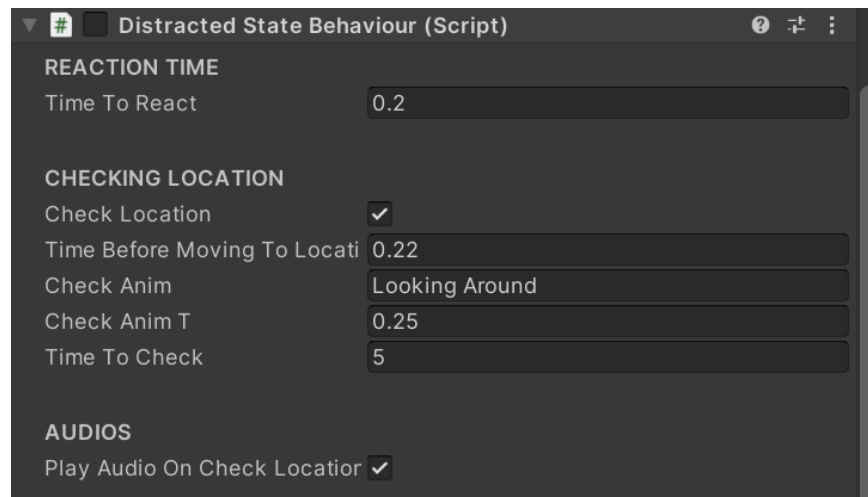 # Distracted State Behaviour (Script)
REACTION TIME
Time To React 0.2
CHECKING LOCATION
Check Location
Time Before Moving To Locati 0.22
Check Anim Looking Around
Check Anim T 0.25
Time To Check 5
AUDIOS
Play Audio On Check Location